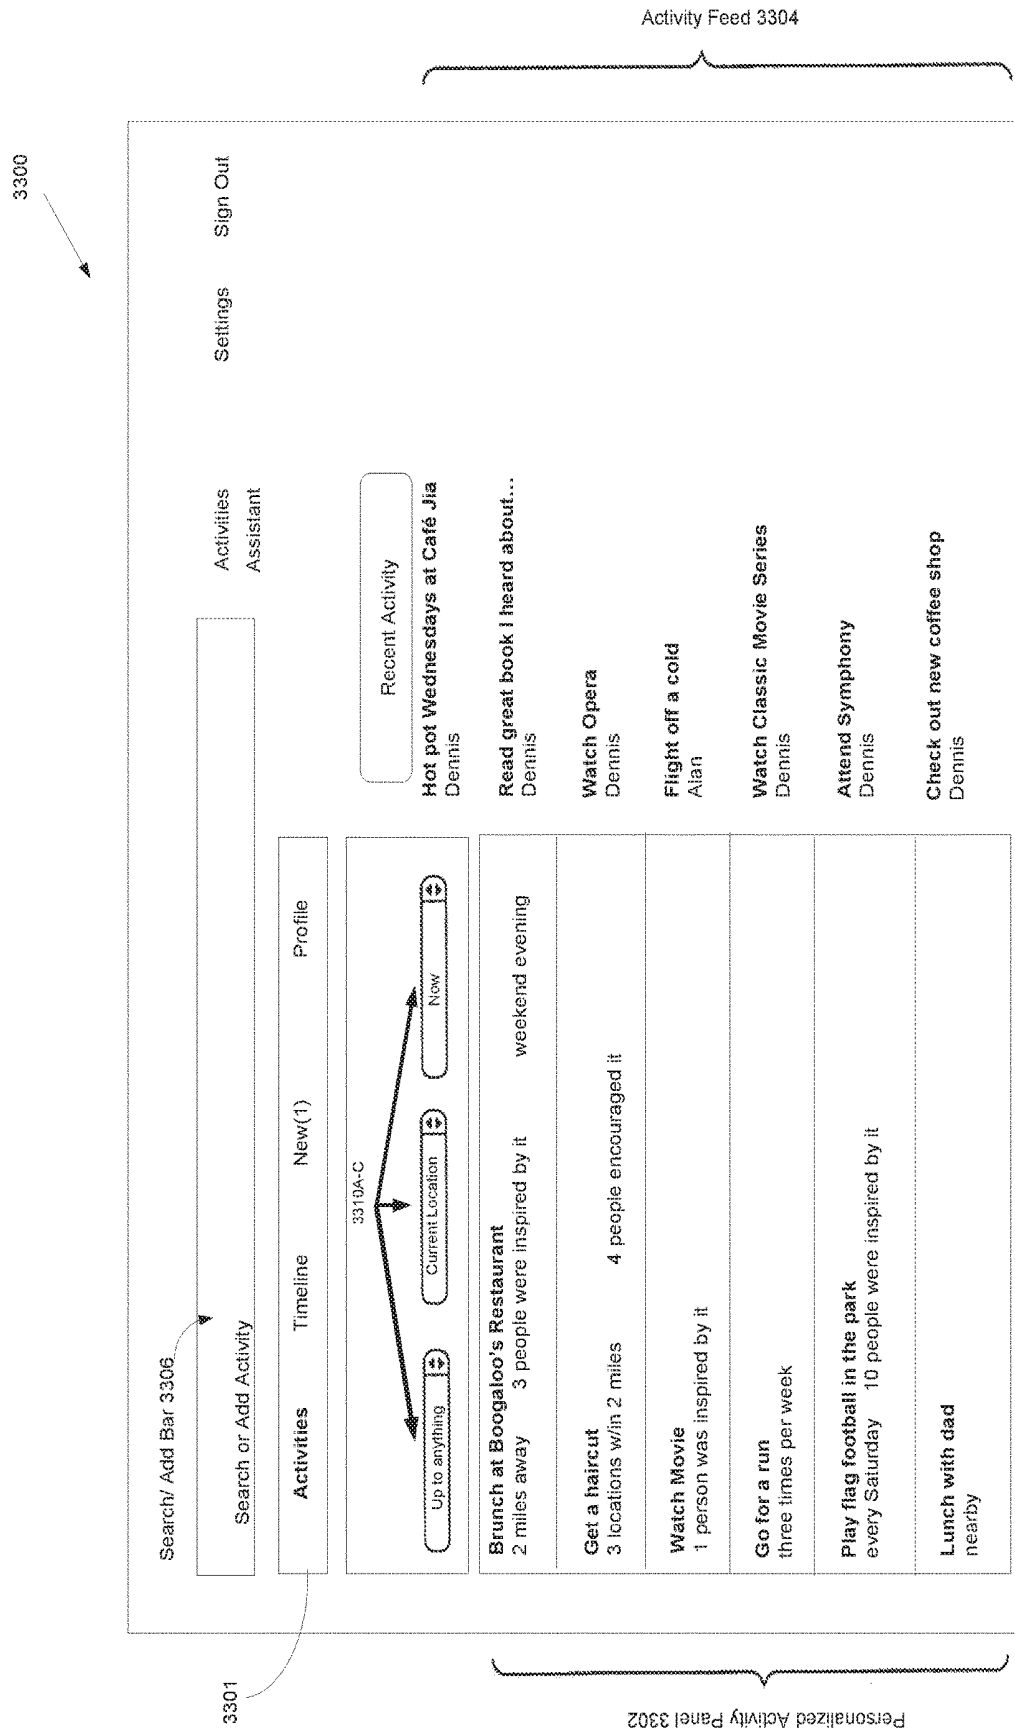 3300
Search/ Add Bar 3306
Search or Add Activity
Activities
Assistant
Settings
Sign Out
3301
Activities Timeline New(1) Profile
3310A-C
Up to anything
Current Location
Now
Recent Activity
Personalized Activity Panel 3302
Brunch at Boogaloo's Restaurant
2 miles away 3 people were inspired by it weekend evening
Get a haircut
3 locations w/in 2 miles 4 people encouraged it
Watch Movie
1 person was inspired by it
Go for a run
three times per week
Play flag football in the park
every Saturday 10 people were inspired by it
Lunch with dad
nearby
Activity Feed 3304
Hot pot Wednesdays at Café Jia
Dennis
Read great book I heard about...
Dennis
Watch Opera
Dennis
Flight off a cold
Alan
Watch Classic Movie Series
Dennis
Attend Symphony
Dennis
Check out new coffee shop
Dennis